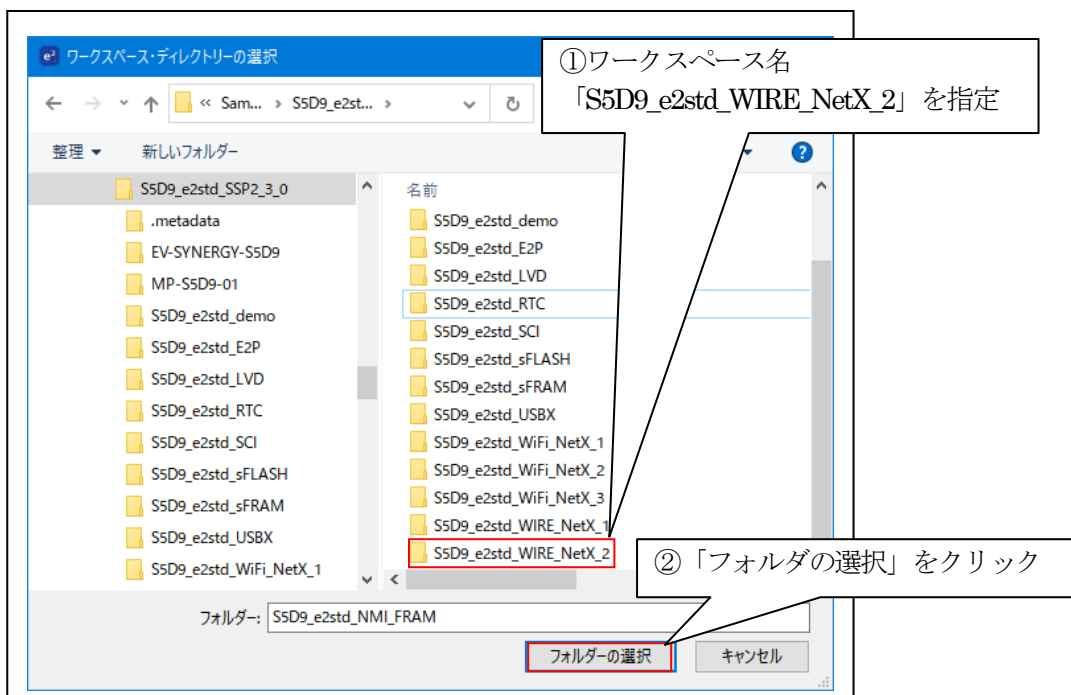 ワークスペース・ディレクトリーの選択
①ワークスペース名
「S5D9_e2std_WIRE_NetX_2」を指定
« Sam... › S5D9_e2st... ›
整理 新しいフォルダー
S5D9_e2std_SSP2_3_0
.metadata
EV-SYNERGY-S5D9
MP-S5D9-01
S5D9_e2std_demo
S5D9_e2std_E2P
S5D9_e2std_LVD
S5D9_e2std_RTC
S5D9_e2std_SCI
S5D9_e2std_sFLASH
S5D9_e2std_sFRAM
S5D9_e2std_USBX
S5D9_e2std_WiFi_NetX_1
名前
S5D9_e2std_demo
S5D9_e2std_E2P
S5D9_e2std_LVD
S5D9_e2std_RTC
S5D9_e2std_SCI
S5D9_e2std_sFLASH
S5D9_e2std_sFRAM
S5D9_e2std_USBX
S5D9_e2std_WiFi_NetX_1
S5D9_e2std_WiFi_NetX_2
S5D9_e2std_WiFi_NetX_3
S5D9_e2std_WIRE_NetX_1
S5D9_e2std_WIRE_NetX_2
②「フォルダの選択」をクリック
フォルダー: S5D9_e2std_NMI_FRAM
フォルダーの選択 キャンセル